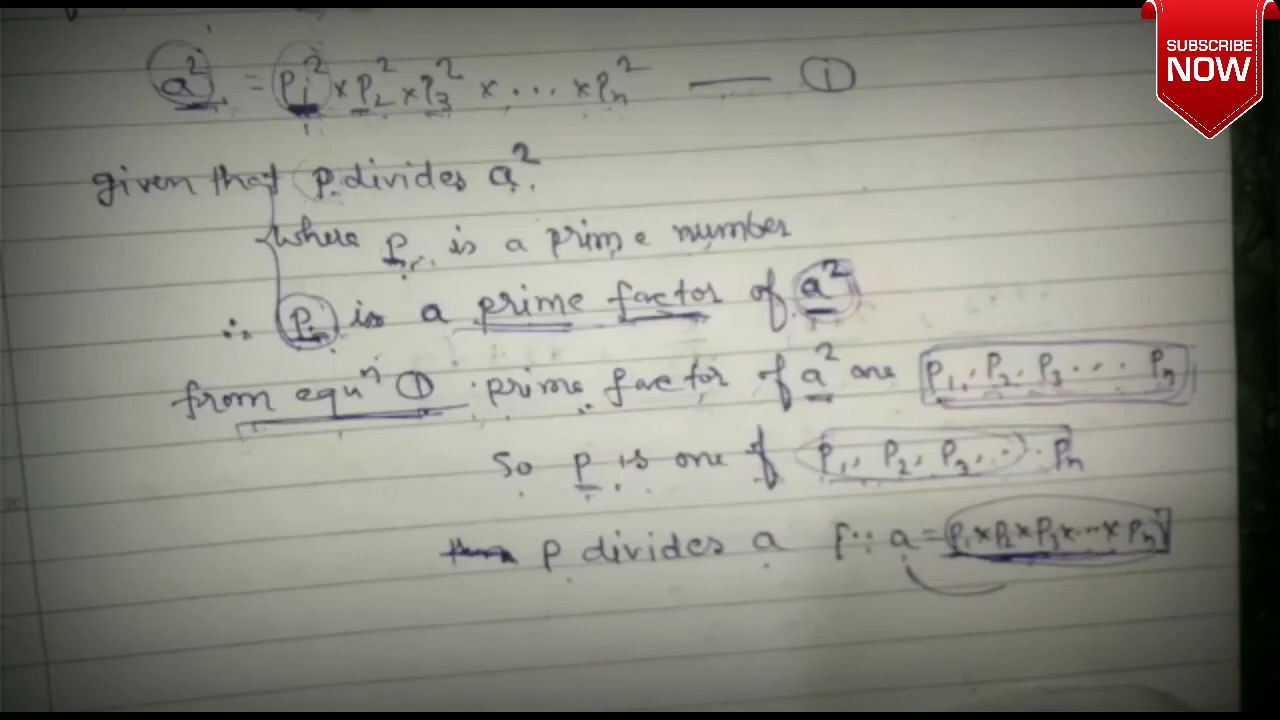 a² = p₁² × p₂² × p₃² × . . . × pₙ² —— ①
given that p divides a².
where p is a prime number
∴ p is a prime factor of a²
from equⁿ ① prime factor of a² are p₁, p₂, p₃ . . . . pₙ
So p is one of p₁, p₂, p₃, . . . . pₙ
p divides a [∵ a = p₁ × p₂ × p₃ × ... × pₙ]
SUBSCRIBE
NOW